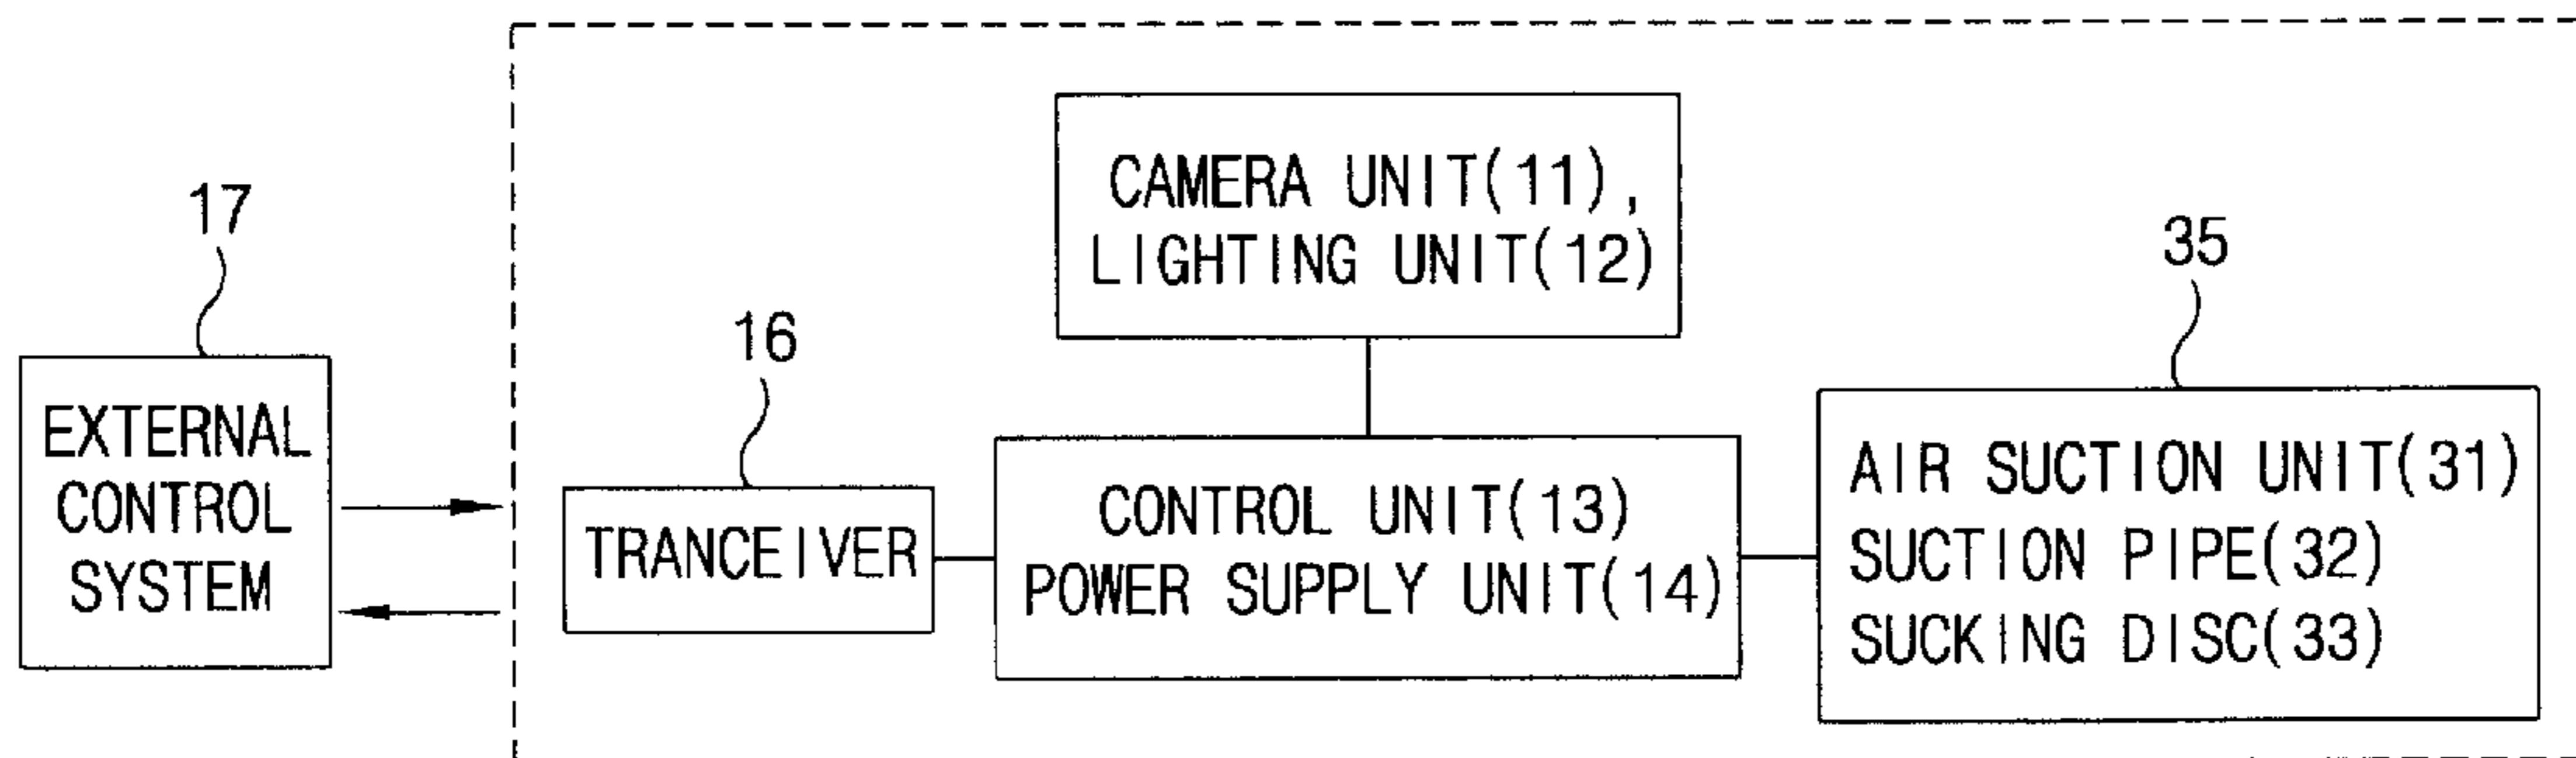 17
EXTERNAL
CONTROL
SYSTEM
16
TRANCEIVER
CAMERA UNIT(11),
LIGHTING UNIT(12)
CONTROL UNIT(13)
POWER SUPPLY UNIT(14)
35
AIR SUCTION UNIT(31)
SUCTION PIPE(32)
SUCKING DISC(33)